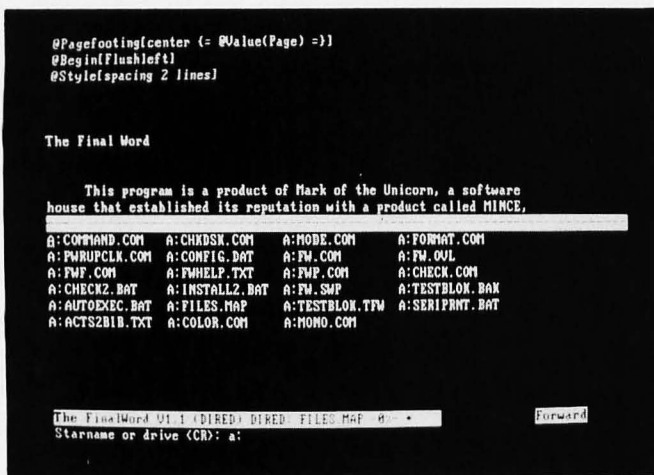 @Pagefooting[center {= @Value(Page) =}]
@Begin[Flushleft]
@Style[spacing 2 lines]
The Final Word
This program is a product of Mark of the Unicorn, a software
house that established its reputation with a product called MINCE,
A:COMMAND.COM A:CHKDSK.COM A:MODE.COM A:FORMAT.COM
A:PWRUPCLK.COM A:CONFIG.DAT A:FW.COM A:FW.OVL
A:FWF.COM A:FWHELP.TXT A:FWP.COM A:CHECK.COM
A:CHECK2.BAT A:INSTALL2.BAT A:FW.SWP A:TESTBLOK.BAK
A:AUTOEXEC.BAT A:FILES.MAP A:TESTBLOK.TFW A:SERIPRNT.BAT
A:ACTS2BIB.TXT A:COLOR.COM A:MONO.COM
The FinalWord V1.1 (DIRED) DIRED: FILES.MAP -0%- * Forward
Starname or drive <CR>: a: